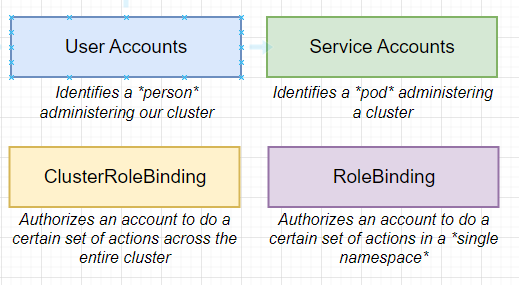 User Accounts
Service Accounts
Identifies a *person*
administering our cluster
Identifies a *pod* administering
a cluster
ClusterRoleBinding
RoleBinding
Authorizes an account to do a
certain set of actions across the
entire cluster
Authorizes an account to do a
certain set of actions in a *single
namespace*